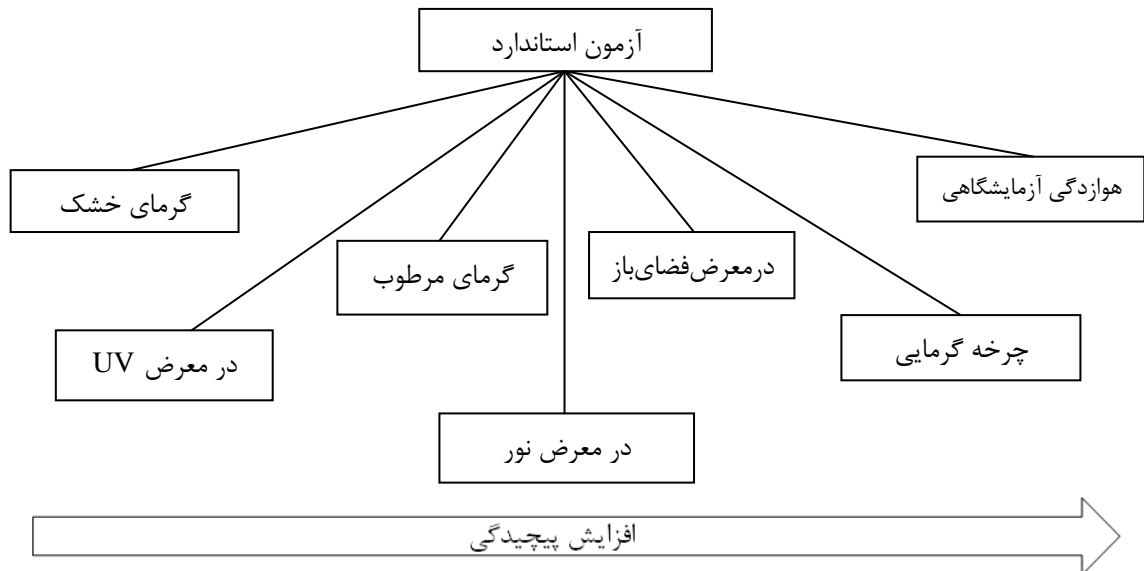 آزمون استاندارد
هوازدگی آزمایشگاهی
گرمای خشک
گرمای مرطوب
درمعرض‌فضای‌باز
چرخه گرمایی
در معرض UV
در معرض نور
افزایش پیچیدگی